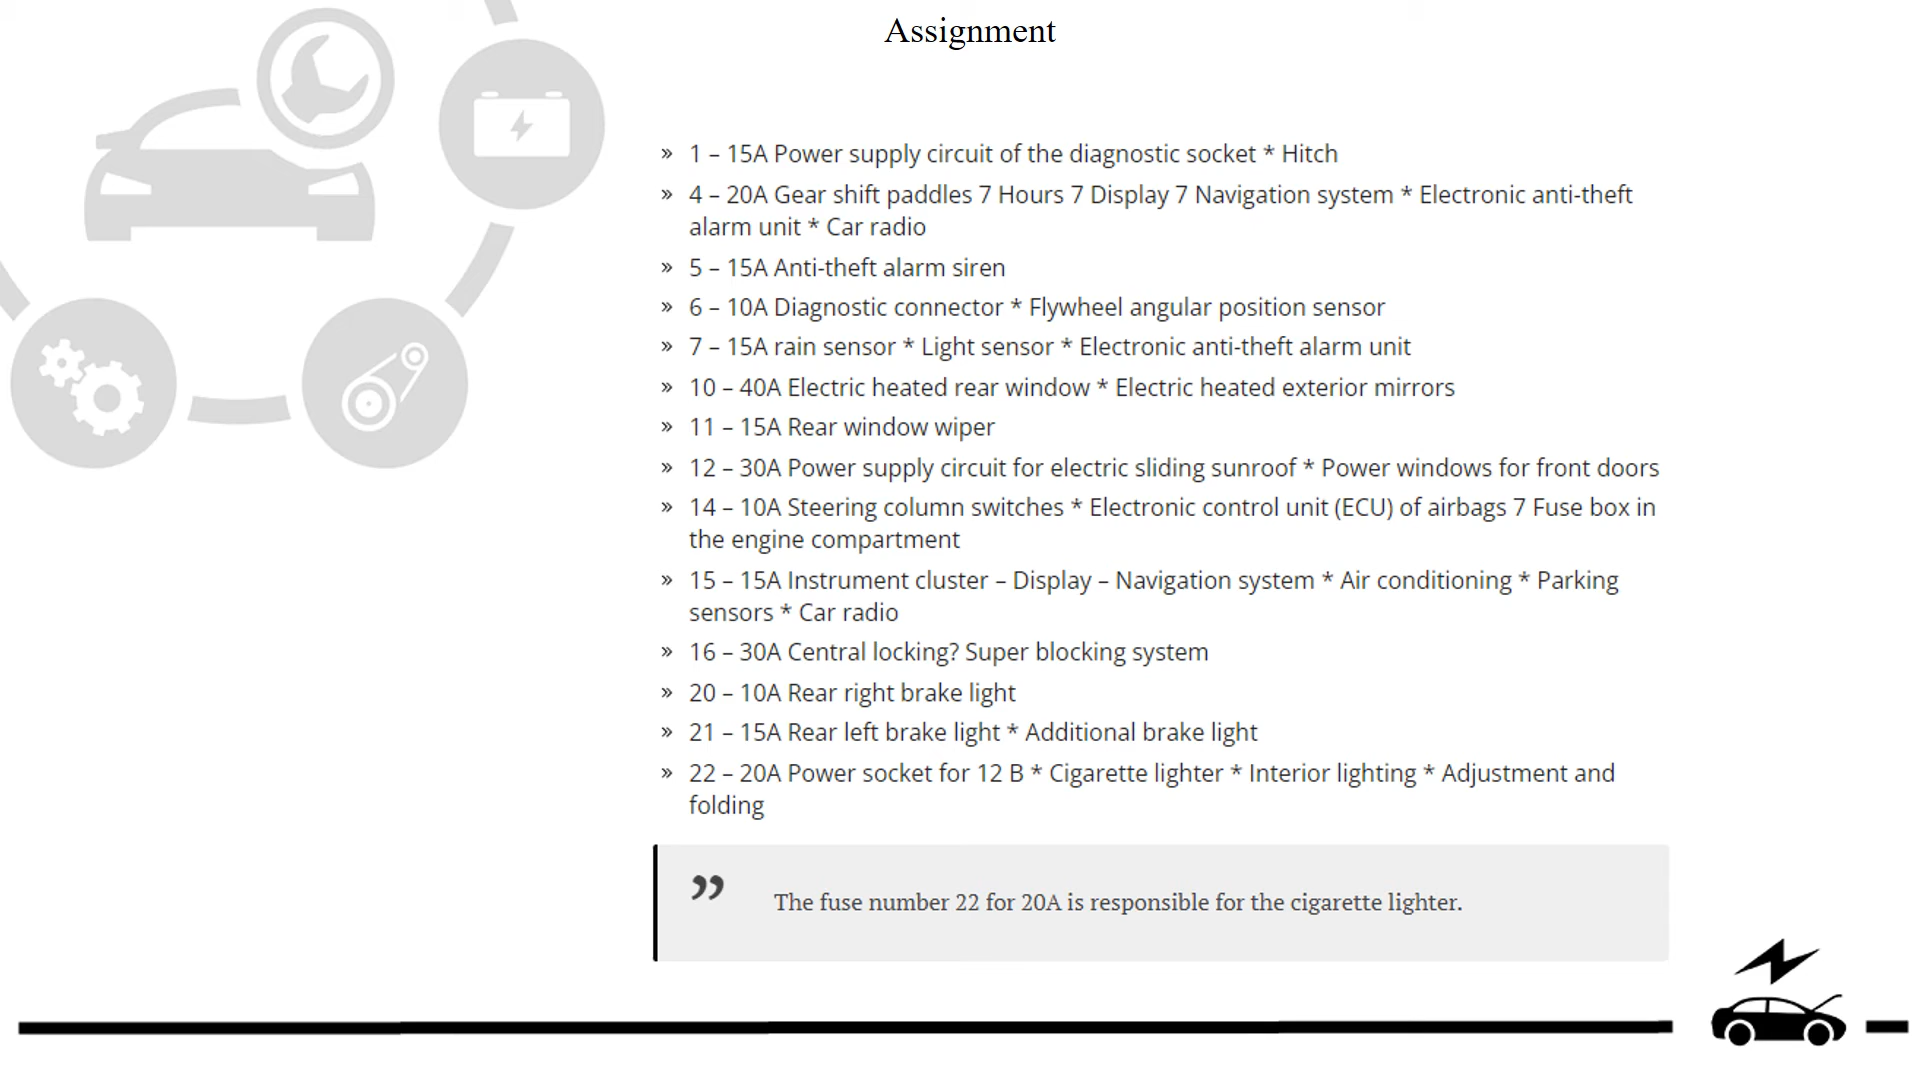 Assignment
» 1 – 15A Power supply circuit of the diagnostic socket * Hitch
» 4 – 20A Gear shift paddles 7 Hours 7 Display 7 Navigation system * Electronic anti-theft
alarm unit * Car radio
» 5 – 15A Anti-theft alarm siren
» 6 – 10A Diagnostic connector * Flywheel angular position sensor
» 7 – 15A rain sensor * Light sensor * Electronic anti-theft alarm unit
» 10 – 40A Electric heated rear window * Electric heated exterior mirrors
» 11 – 15A Rear window wiper
» 12 – 30A Power supply circuit for electric sliding sunroof * Power windows for front doors
» 14 – 10A Steering column switches * Electronic control unit (ECU) of airbags 7 Fuse box in
the engine compartment
» 15 – 15A Instrument cluster – Display – Navigation system * Air conditioning * Parking
sensors * Car radio
» 16 – 30A Central locking? Super blocking system
» 20 – 10A Rear right brake light
» 21 – 15A Rear left brake light * Additional brake light
» 22 – 20A Power socket for 12 B * Cigarette lighter * Interior lighting * Adjustment and
folding
” The fuse number 22 for 20A is responsible for the cigarette lighter.